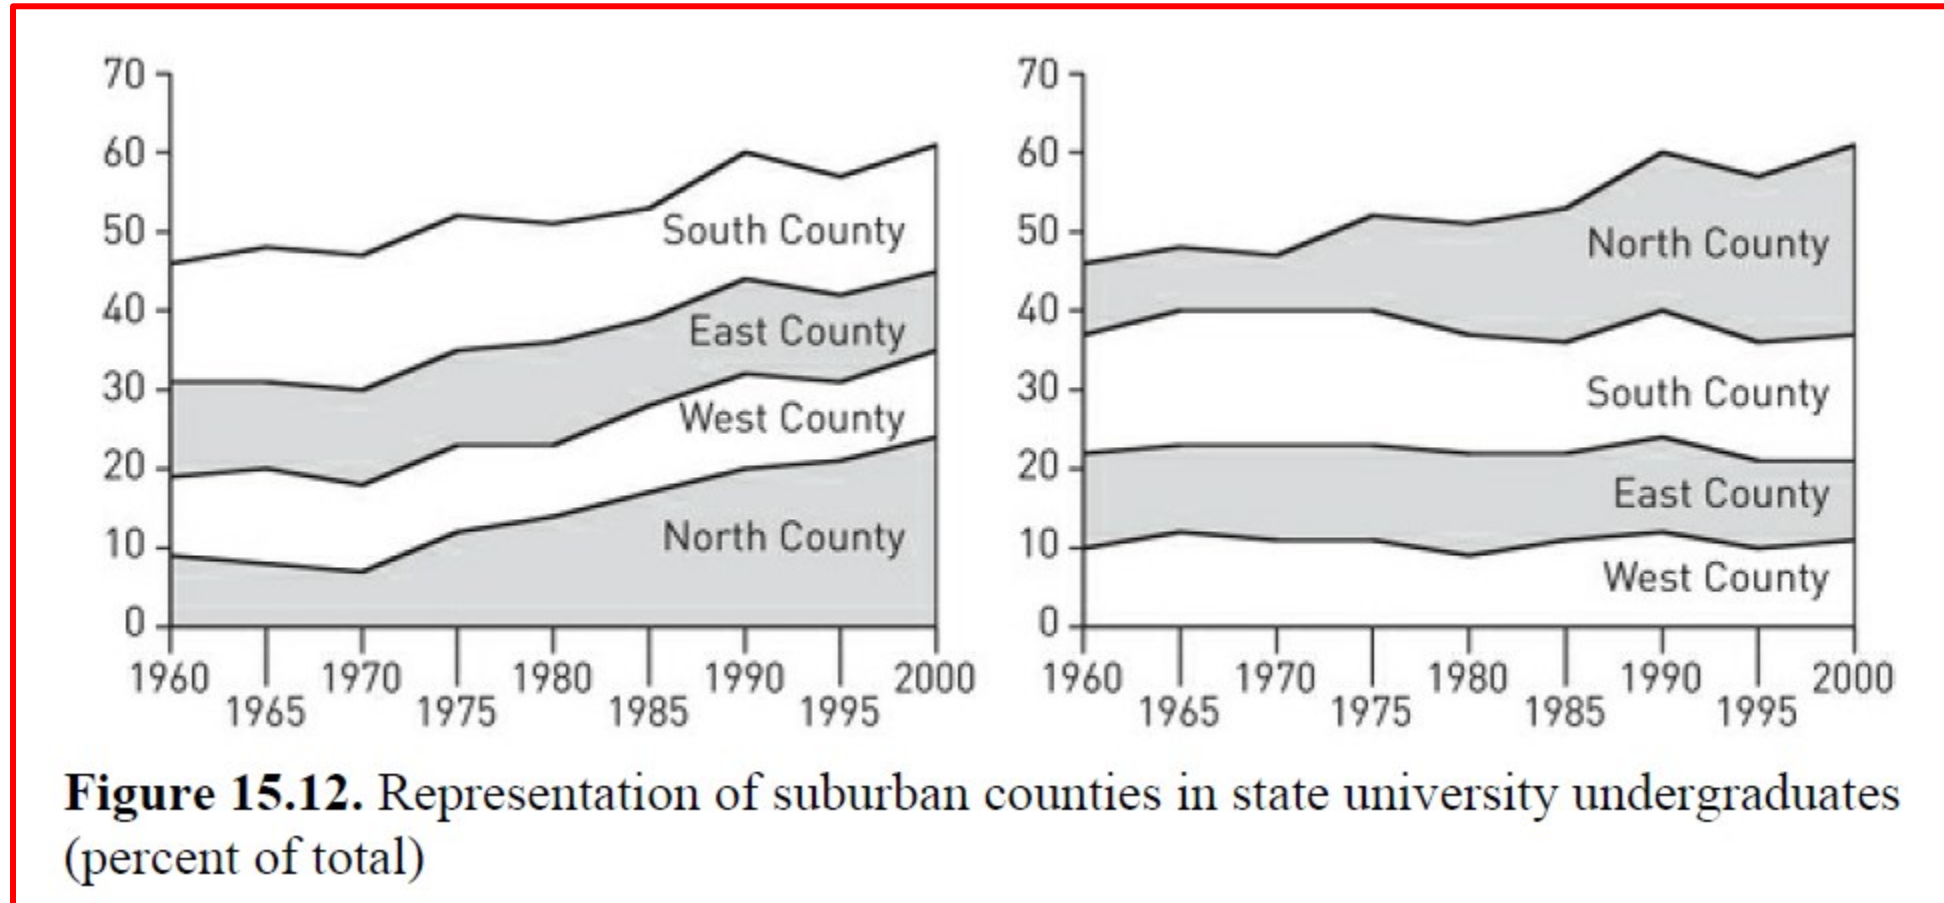 70
60
50
40
30
20
10
0
South County
East County
West County
North County
1960 1970 1980 1990 2000
1965 1975 1985 1995
70
60
50
40
30
20
10
0
North County
South County
East County
West County
1960 1970 1980 1990 2000
1965 1975 1985 1995
Figure 15.12. Representation of suburban counties in state university undergraduates
(percent of total)